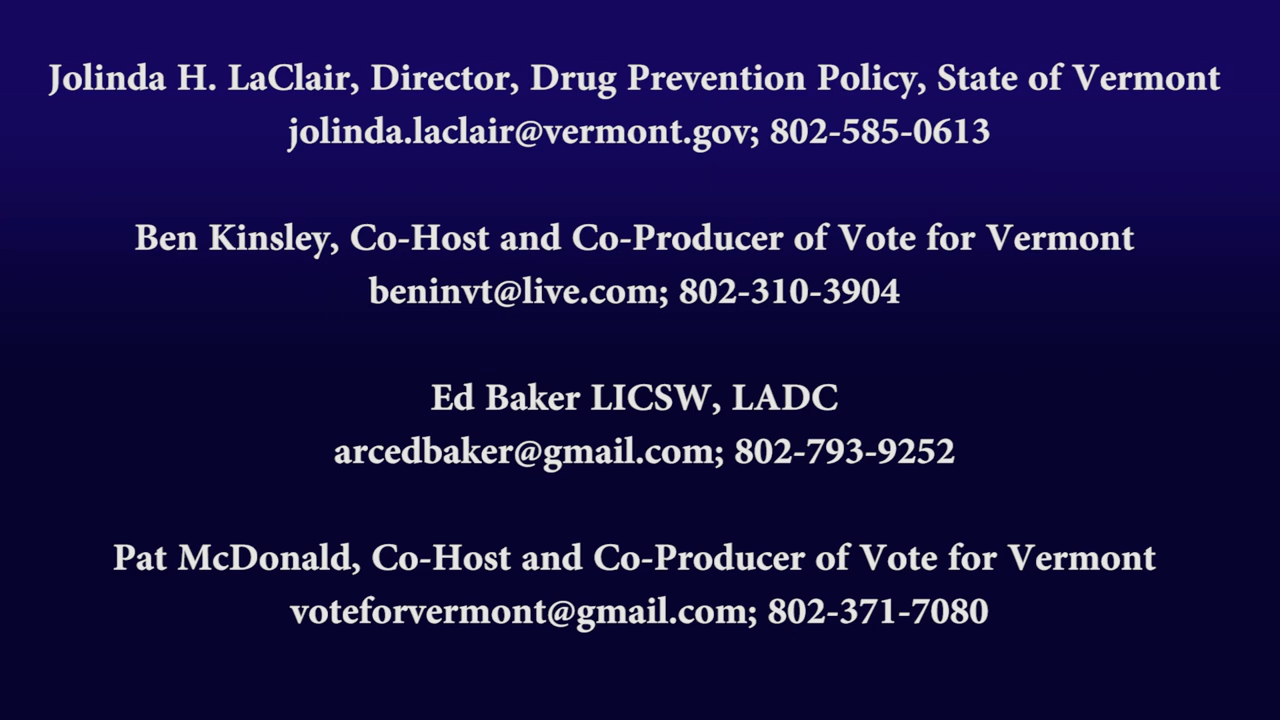 Jolinda H. LaClair, Director, Drug Prevention Policy, State of Vermont
jolinda.laclair@vermont.gov; 802-585-0613
Ben Kinsley, Co-Host and Co-Producer of Vote for Vermont
beninvt@live.com; 802-310-3904
Ed Baker LICSW, LADC
arcedbaker@gmail.com; 802-793-9252
Pat McDonald, Co-Host and Co-Producer of Vote for Vermont
voteforvermont@gmail.com; 802-371-7080